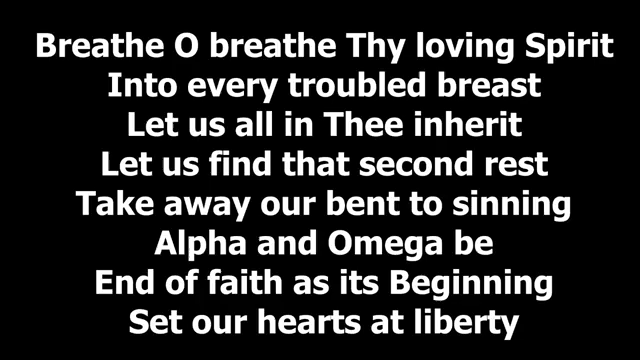 Breathe O breathe Thy loving Spirit
Into every troubled breast
Let us all in Thee inherit
Let us find that second rest
Take away our bent to sinning
Alpha and Omega be
End of faith as its Beginning
Set our hearts at liberty